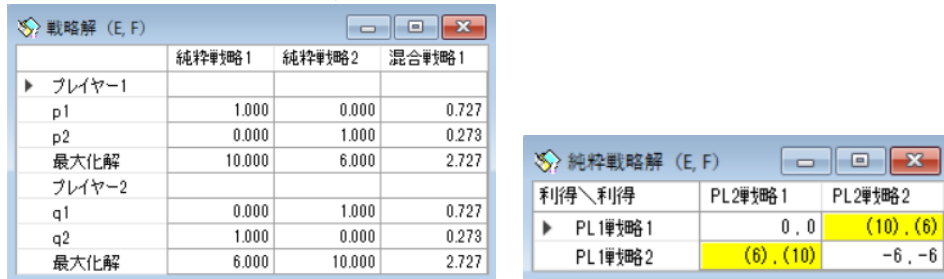 戦略解 (E, F)
純粋戦略1 純粋戦略2 混合戦略1
プレイヤー1
p1 1.000 0.000 0.727
p2 0.000 1.000 0.273
最大化解 10.000 6.000 2.727
プレイヤー2
q1 0.000 1.000 0.727
q2 1.000 0.000 0.273
最大化解 6.000 10.000 2.727
純粋戦略解 (E, F)
利得\利得 PL2戦略1 PL2戦略2
PL1戦略1 0 , 0 (10) , (6)
PL1戦略2 (6) , (10) -6 , -6